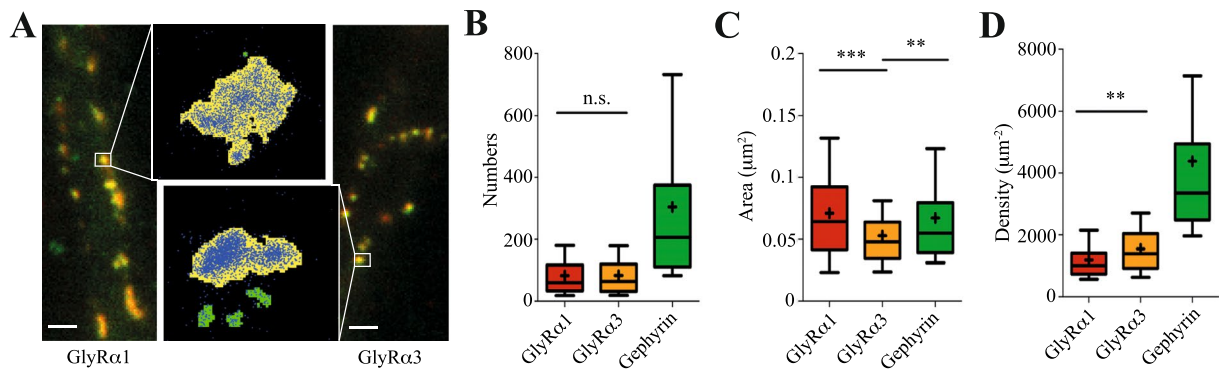 A
GlyRα1
GlyRα3
B
Numbers
800
600
400
200
0
n.s.
GlyRα1
GlyRα3
Gephyrin
C
Area (μm²)
0.2
0.15
0.1
0.05
0
***
**
GlyRα1
GlyRα3
Gephyrin
D
Density (μm⁻²)
8000
6000
4000
2000
0
**
GlyRα1
GlyRα3
Gephyrin